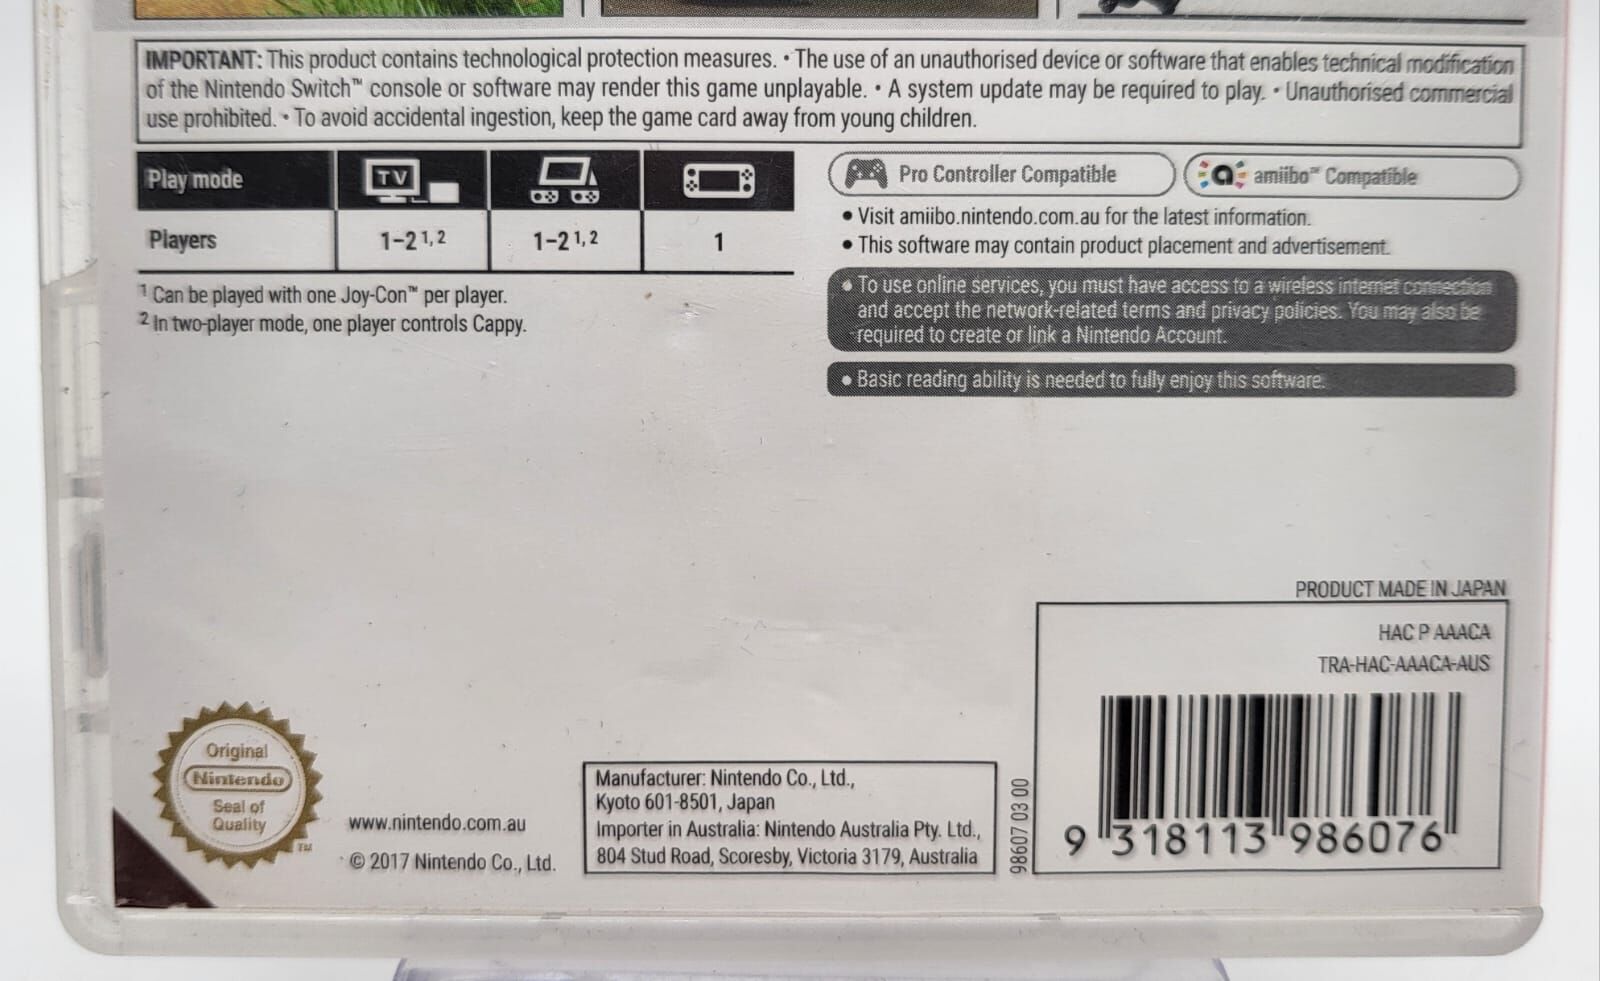 IMPORTANT: This product contains technological protection measures. • The use of an unauthorised device or software that enables technical modification
of the Nintendo Switch™ console or software may render this game unplayable. • A system update may be required to play. • Unauthorised commercial
use prohibited. • To avoid accidental ingestion, keep the game card away from young children.
Play mode TV
Players 1-2 1,2 1-2 1,2 1
1 Can be played with one Joy-Con™ per player.
2 In two-player mode, one player controls Cappy.
Pro Controller Compatible
amiibo™ Compatible
• Visit amiibo.nintendo.com.au for the latest information.
• This software may contain product placement and advertisement.
• To use online services, you must have access to a wireless internet connection
and accept the network-related terms and privacy policies. You may also be
required to create or link a Nintendo Account.
• Basic reading ability is needed to fully enjoy this software.
PRODUCT MADE IN JAPAN
HAC P AAACA
TRA-HAC-AAACA-AUS
9 318113 986076
98607 03 00
Original
Nintendo
Seal of
Quality
TM
www.nintendo.com.au
© 2017 Nintendo Co., Ltd.
Manufacturer: Nintendo Co., Ltd.,
Kyoto 601-8501, Japan
Importer in Australia: Nintendo Australia Pty. Ltd.,
804 Stud Road, Scoresby, Victoria 3179, Australia